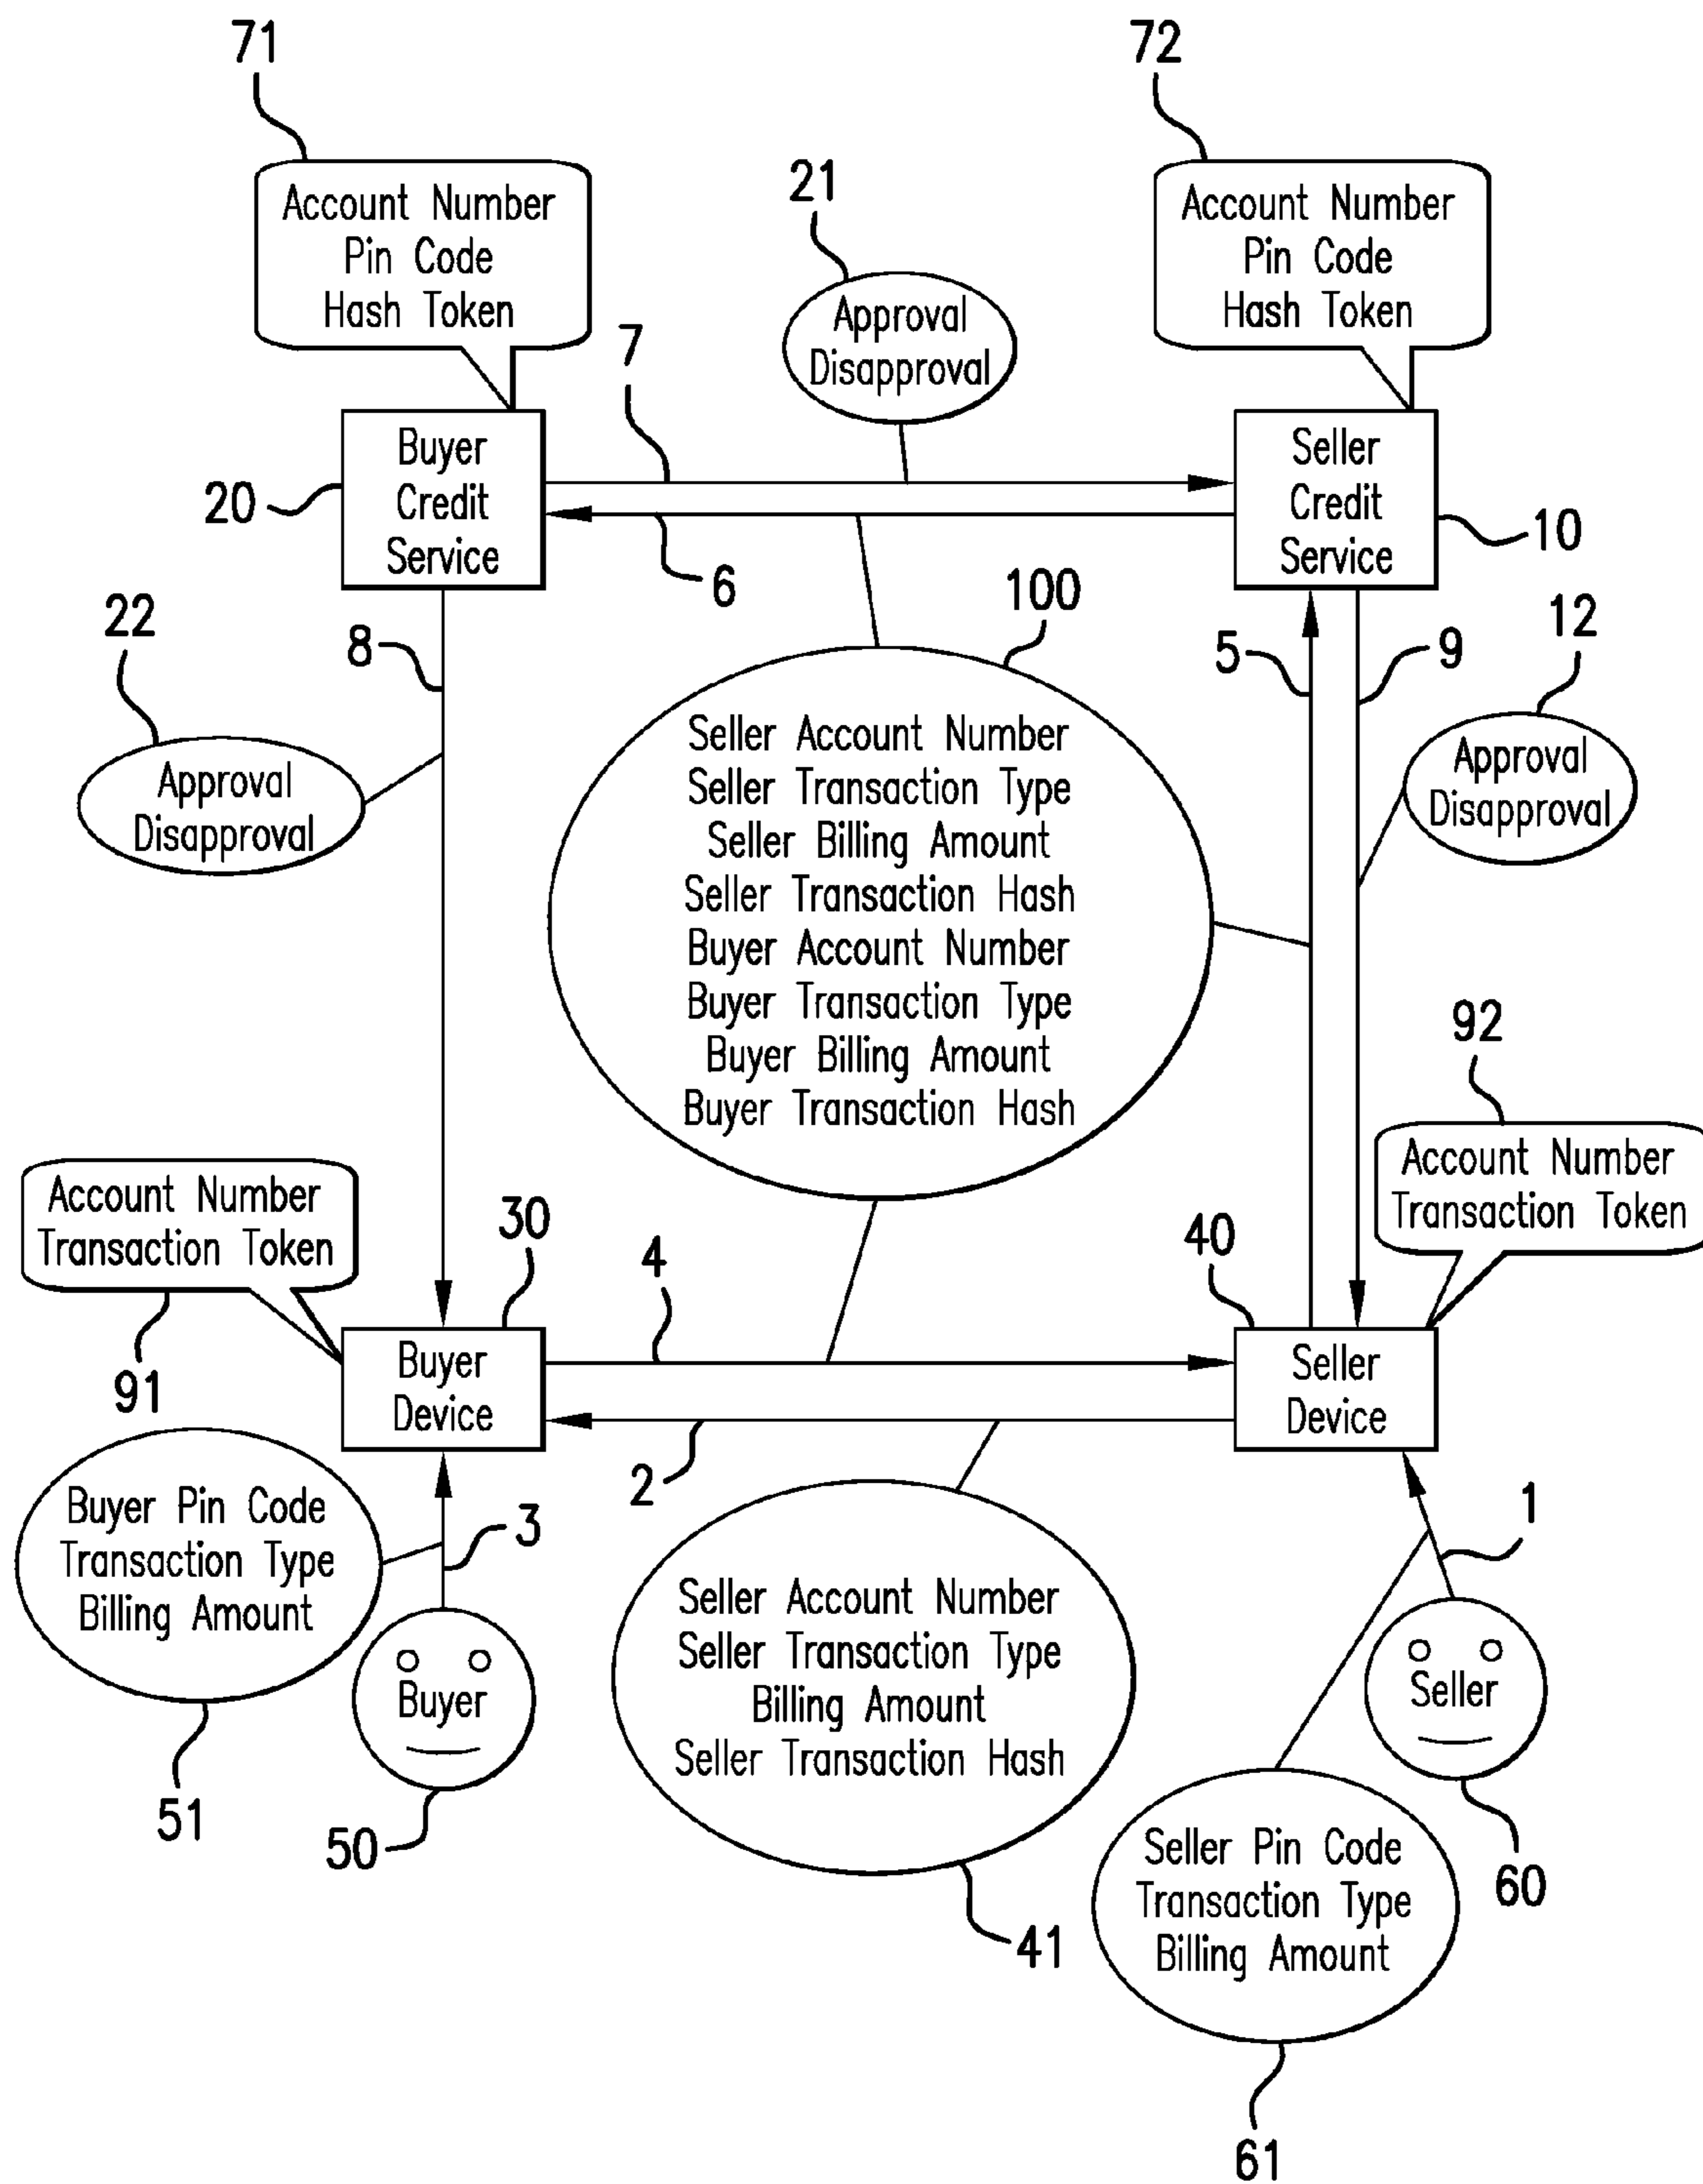 71
72
Account Number
Pin Code
Hash Token
21
Account Number
Pin Code
Hash Token
Approval
Disapproval
7
Buyer
Credit
Service
20
Seller
Credit
Service
10
6
100
22
8
5
9
12
Approval
Disapproval
Approval
Disapproval
Seller Account Number
Seller Transaction Type
Seller Billing Amount
Seller Transaction Hash
Buyer Account Number
Buyer Transaction Type
Buyer Billing Amount
Buyer Transaction Hash
92
Account Number
Transaction Token
Account Number
Transaction Token
30
4
40
91
Buyer
Device
Seller
Device
2
3
1
Buyer Pin Code
Transaction Type
Billing Amount
51
Buyer
50
Seller Account Number
Seller Transaction Type
Billing Amount
Seller Transaction Hash
41
Seller
60
Seller Pin Code
Transaction Type
Billing Amount
61